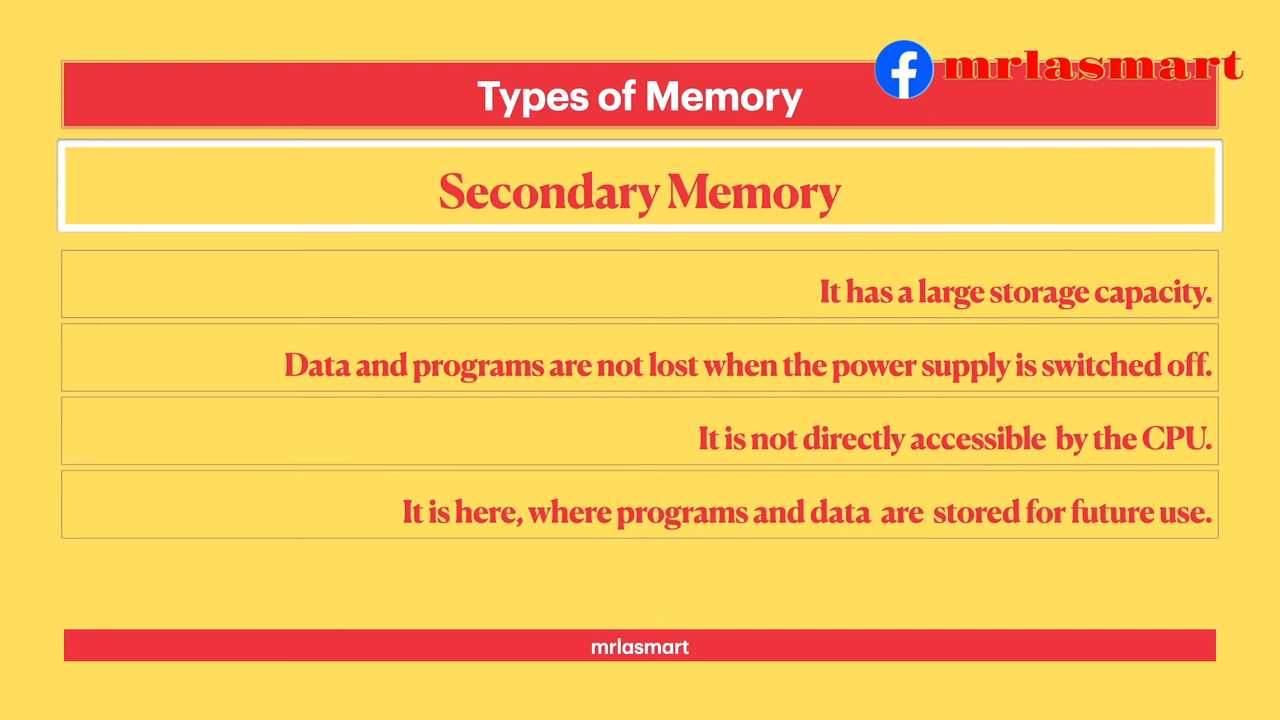 mrlasmart
Types of Memory
Secondary Memory
It has a large storage capacity.
Data and programs are not lost when the power supply is switched off.
It is not directly accessible by the CPU.
It is here, where programs and data are stored for future use.
mrlasmart